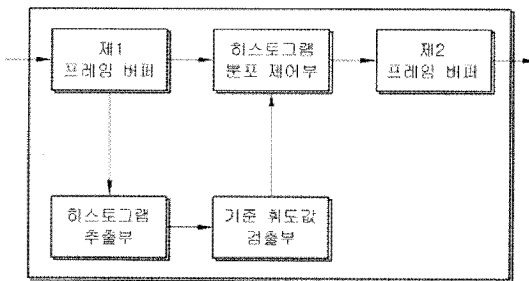 제1
프레임 버퍼
히스토그램
분포 제어부
제2
프레임 버퍼
히스토그램
추출부
기준 휘도값
검출부